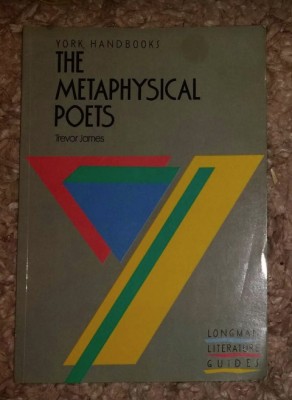 YORK HANDBOOKS
THE
METAPHYSICAL
POETS
Trevor James
LONGMAN
LITERATURE
GUIDES